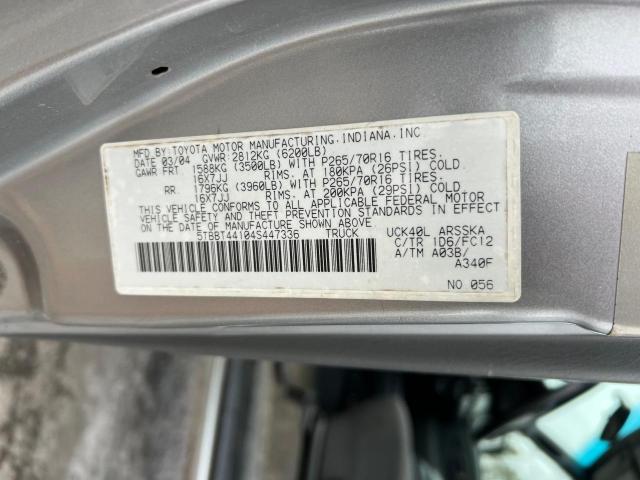 MFD.BY:TOYOTA MOTOR MANUFACTURING,INDIANA,INC
DATE 03/04 GVWR:2812KG (6200LB)
GAWR FRT. 1588KG (3500LB) WITH P265/70R16 TIRES.
16X7JJ RIMS. AT 180KPA (26PSI) COLD
RR. 1796KG (3960LB) WITH P265/70R16 TIRES.
16X7JJ RIMS. AT 200KPA (29PSI) COLD
THIS VEHICLE CONFORMS TO ALL APPLICABLE FEDERAL MOTOR
VEHICLE SAFETY AND THEFT PREVENTION STANDARDS IN EFFECT
ON THE DATE OF MANUFACTURE SHOWN ABOVE.
5TBBT44104S447336 TRUCK
UCK40L ARSSKA
C/TR 1D6/FC12
A/TM A03B/
A340F
NO 056